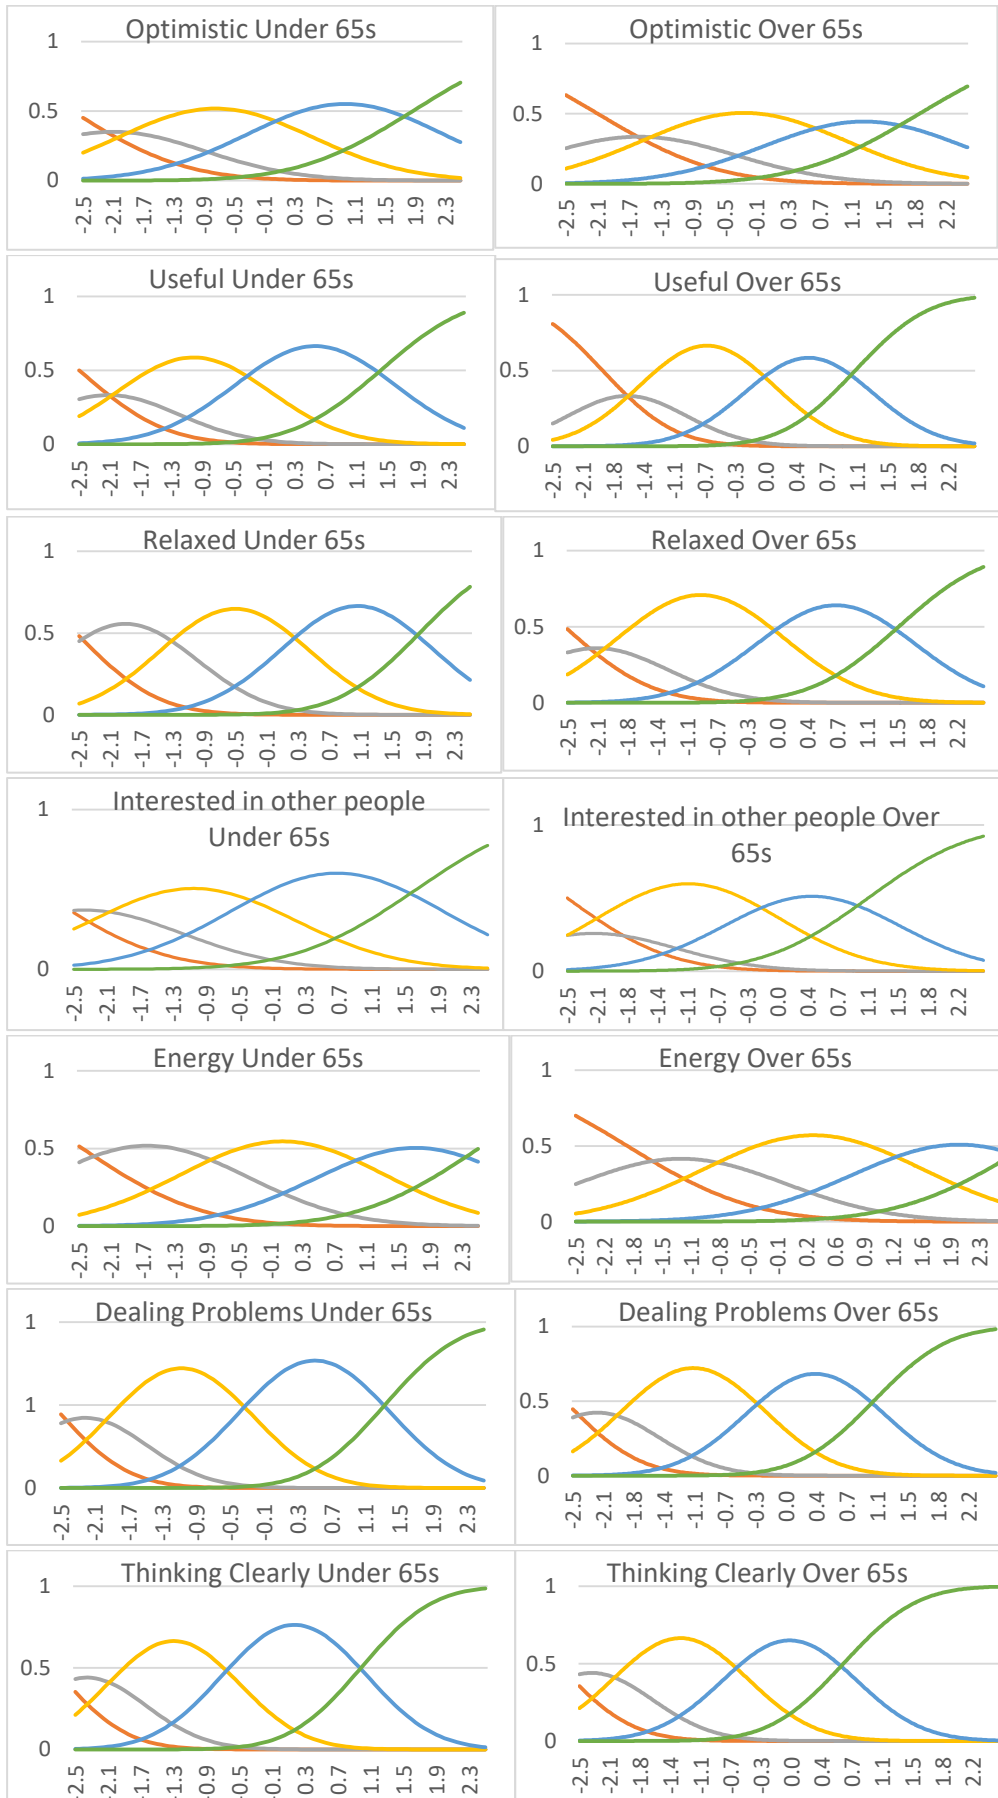 Optimistic Under 65s
1
0.5
0
-2.5 -2.1 -1.7 -1.3 -0.9 -0.5 -0.1 0.3 0.7 1.1 1.5 1.9 2.3
Optimistic Over 65s
1
0.5
0
-2.5 -2.1 -1.7 -1.3 -0.9 -0.5 -0.1 0.3 0.7 1.1 1.5 1.8 2.2
Useful Under 65s
1
0.5
0
-2.5 -2.1 -1.7 -1.3 -0.9 -0.5 -0.1 0.3 0.7 1.1 1.5 1.9 2.3
Useful Over 65s
1
0.5
0
-2.5 -2.1 -1.8 -1.4 -1.1 -0.7 -0.3 0.0 0.4 0.7 1.1 1.5 1.8 2.2
Relaxed Under 65s
1
0.5
0
-2.5 -2.1 -1.7 -1.3 -0.9 -0.5 -0.1 0.3 0.7 1.1 1.5 1.9 2.3
Relaxed Over 65s
1
0.5
0
-2.5 -2.1 -1.8 -1.4 -1.1 -0.7 -0.3 0.0 0.4 0.7 1.1 1.5 1.8 2.2
Interested in other people
Under 65s
1
0
-2.5 -2.1 -1.7 -1.3 -0.9 -0.5 -0.1 0.3 0.7 1.1 1.5 1.9 2.3
Interested in other people Over
65s
1
0
-2.5 -2.1 -1.8 -1.4 -1.1 -0.7 -0.3 0.0 0.4 0.7 1.1 1.5 1.8 2.2
Energy Under 65s
1
0.5
0
-2.5 -2.1 -1.7 -1.3 -0.9 -0.5 -0.1 0.3 0.7 1.1 1.5 1.9 2.3
Energy Over 65s
1
0.5
0
-2.5 -2.2 -1.8 -1.5 -1.1 -0.8 -0.5 -0.1 0.2 0.6 0.9 1.2 1.6 1.9 2.3
Dealing Problems Under 65s
1
1
0
-2.5 -2.1 -1.7 -1.3 -0.9 -0.5 -0.1 0.3 0.7 1.1 1.5 1.9 2.3
Dealing Problems Over 65s
1
0.5
0
-2.5 -2.1 -1.8 -1.4 -1.1 -0.7 -0.3 0.0 0.4 0.7 1.1 1.5 1.8 2.2
Thinking Clearly Under 65s
1
0.5
0
-2.5 -2.1 -1.7 -1.3 -0.9 -0.5 -0.1 0.3 0.7 1.1 1.5 1.9 2.3
Thinking Clearly Over 65s
1
0.5
0
-2.5 -2.1 -1.8 -1.4 -1.1 -0.7 -0.3 0.0 0.4 0.7 1.1 1.5 1.8 2.2